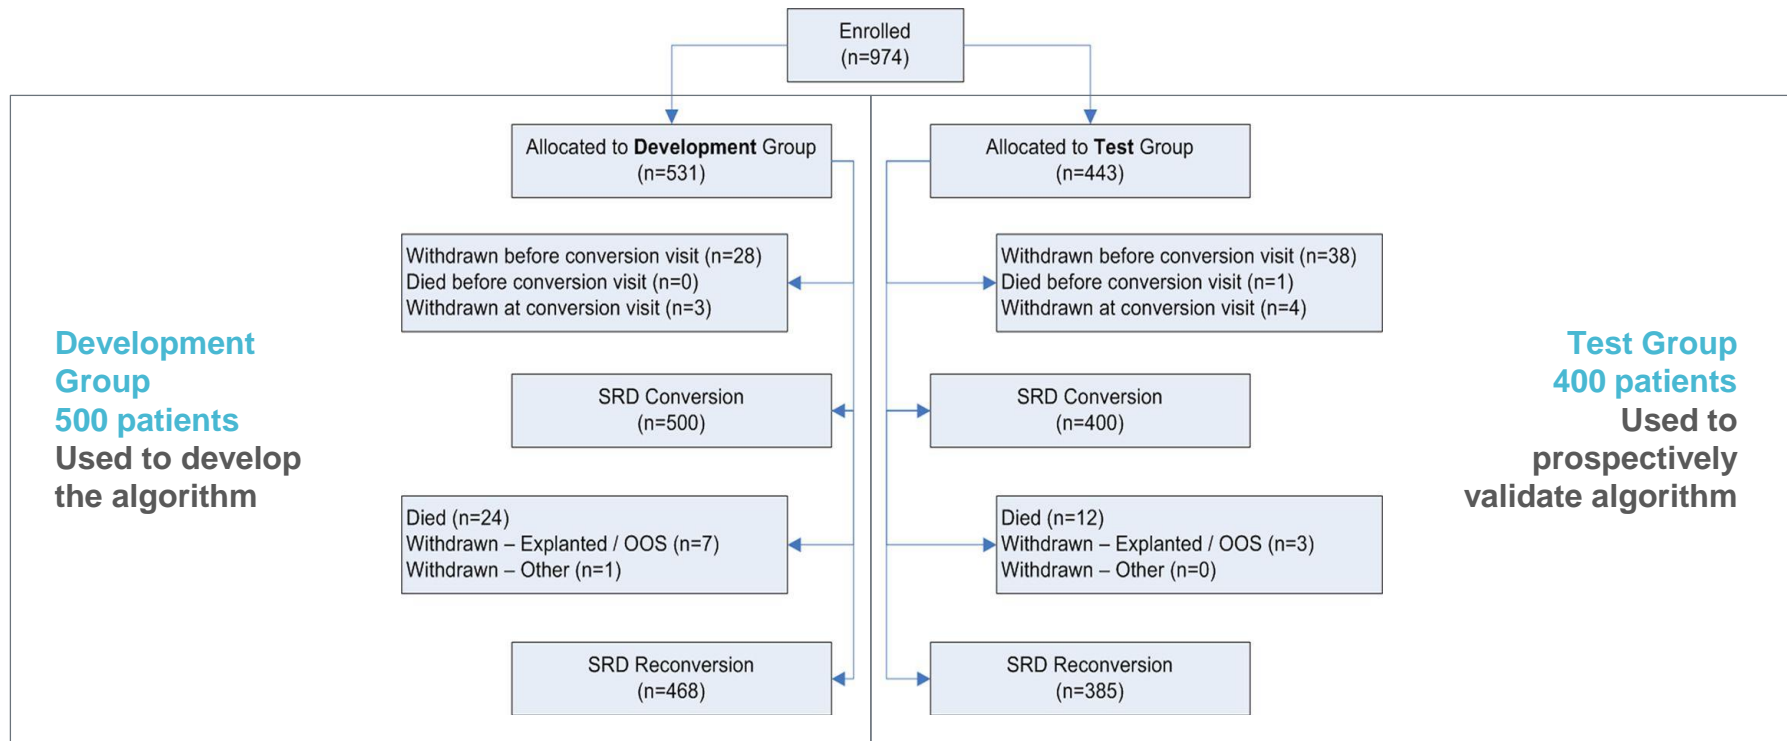 Enrolled
(n=974)
Allocated to Development Group
(n=531)
Withdrawn before conversion visit (n=28)
Died before conversion visit (n=0)
Withdrawn at conversion visit (n=3)
SRD Conversion
(n=500)
Died (n=24)
Withdrawn – Explanted / OOS (n=7)
Withdrawn – Other (n=1)
SRD Reconversion
(n=468)
Development
Group
500 patients
Used to develop
the algorithm
Allocated to Test Group
(n=443)
Withdrawn before conversion visit (n=38)
Died before conversion visit (n=1)
Withdrawn at conversion visit (n=4)
SRD Conversion
(n=400)
Died (n=12)
Withdrawn – Explanted / OOS (n=3)
Withdrawn – Other (n=0)
SRD Reconversion
(n=385)
Test Group
400 patients
Used to
prospectively
validate algorithm